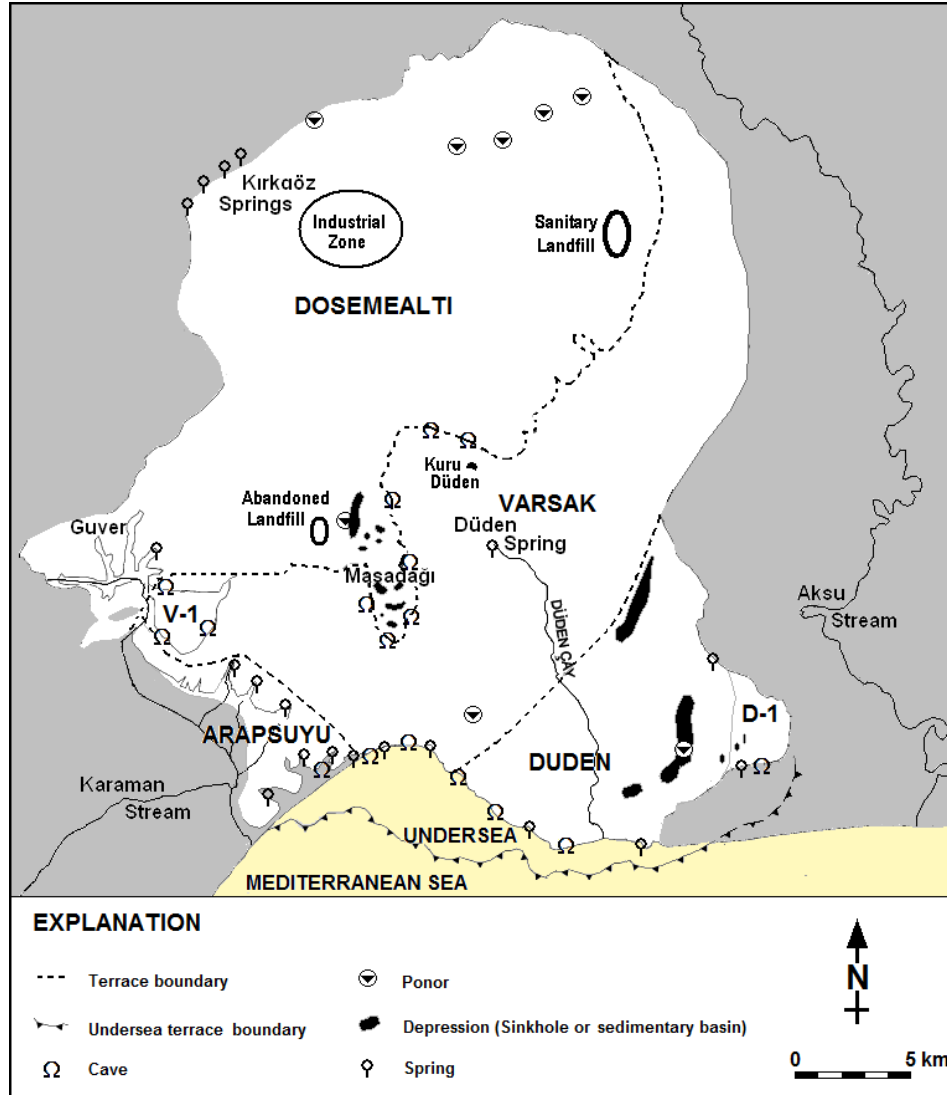 Kırkgöz
Springs
Industrial
Zone
Sanitary
Landfill
DOSEMEALTI
Kuru
Düden
VARSAK
Abandoned
Landfill
Guver
Düden
Spring
Maşadağı
V-1
Aksu
Stream
DÜDEN ÇAY
D-1
ARAPSUYU
DUDEN
Karaman
Stream
UNDERSEA
MEDITERRANEAN SEA
EXPLANATION
Terrace boundary
Ponor
Undersea terrace boundary
Depression (Sinkhole or sedimentary basin)
Cave
Spring
N
0 5 km